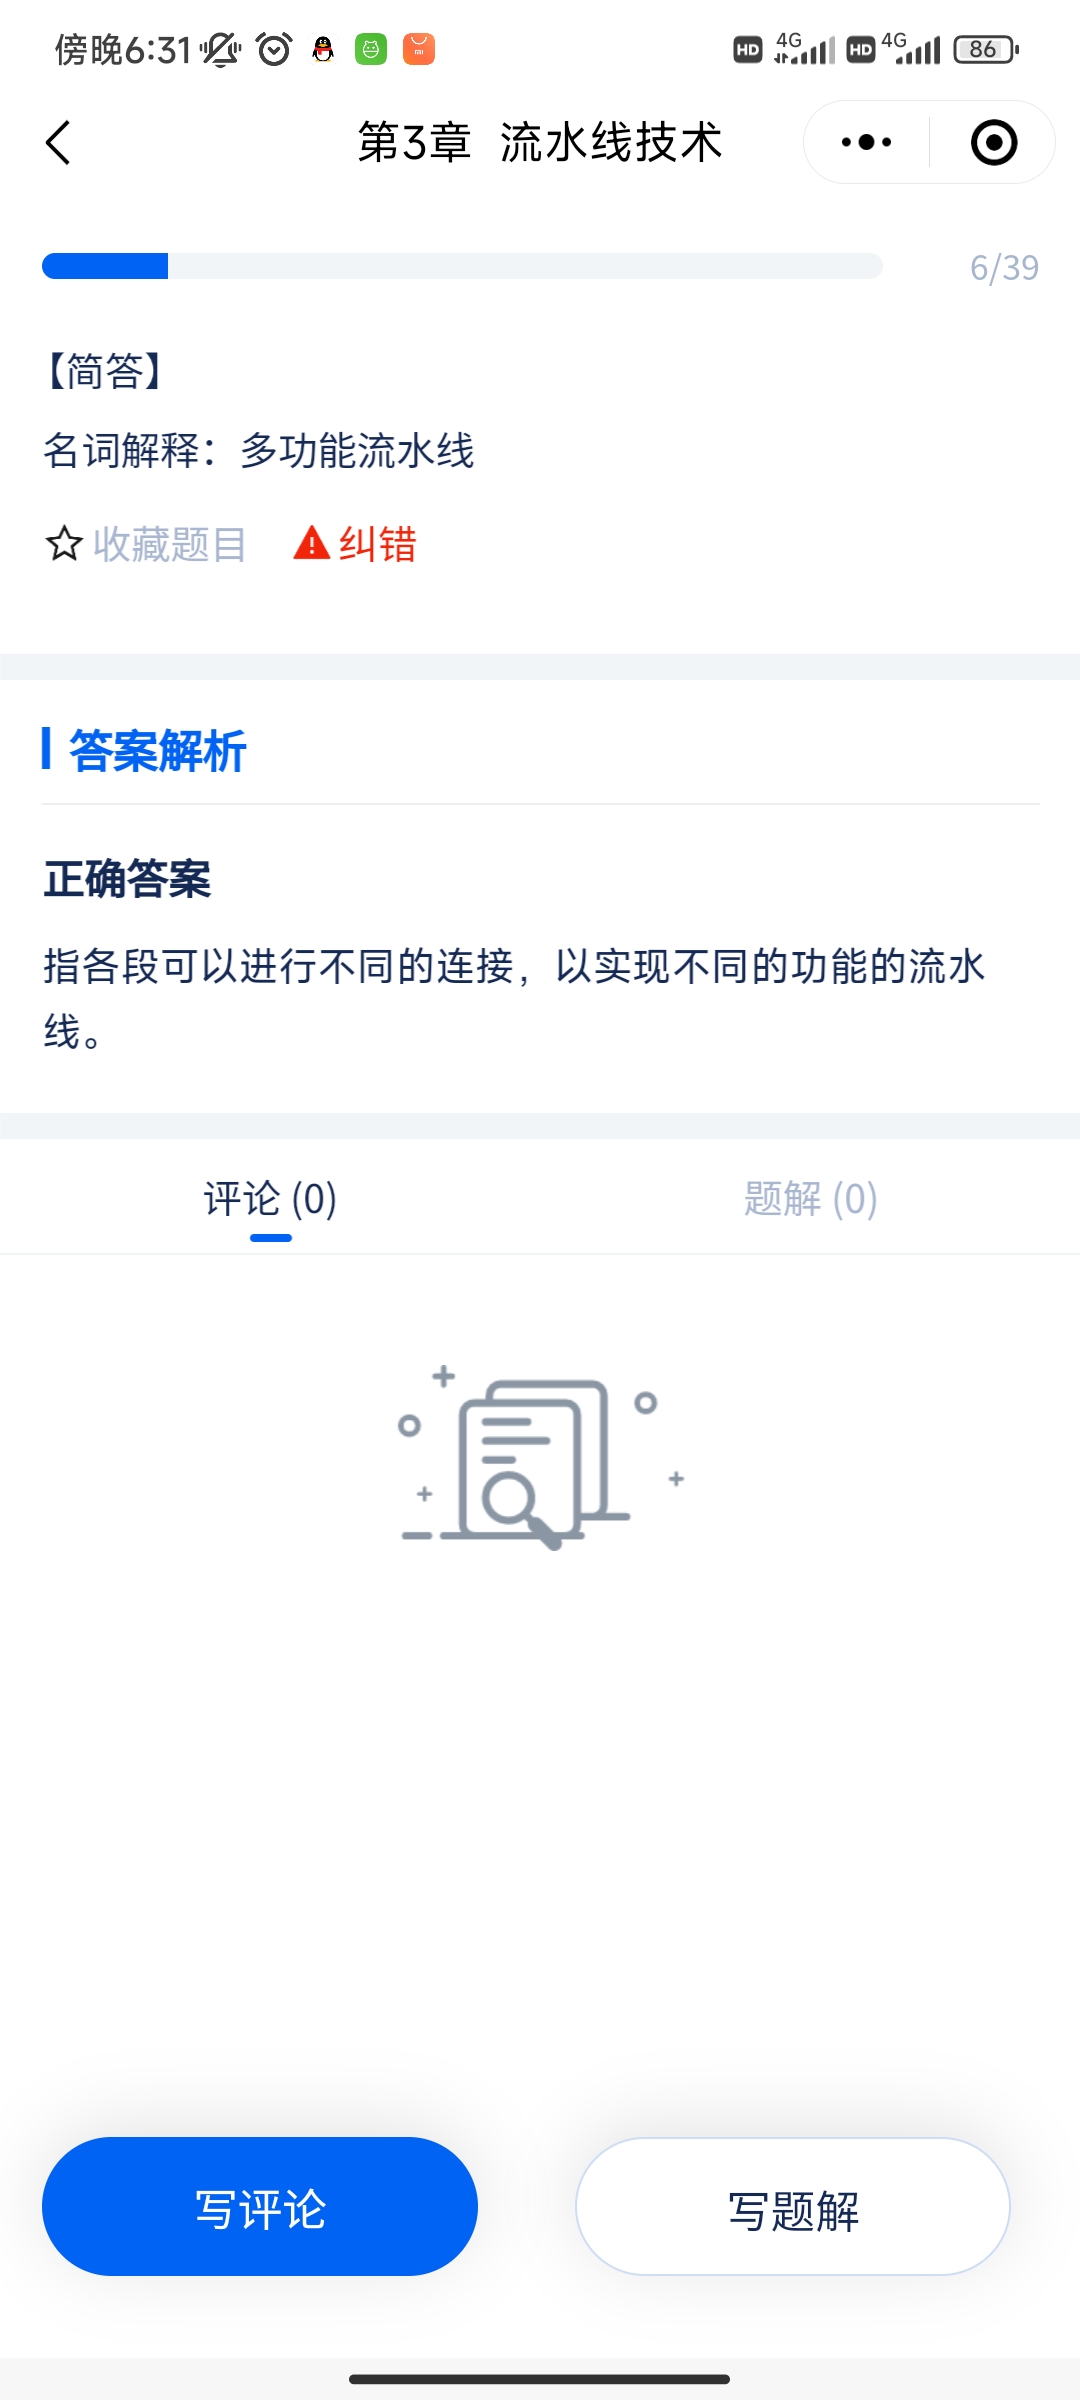 傍晚6:31
HD 4G HD 4G 86
第3章 流水线技术
6/39
【简答】
名词解释：多功能流水线
收藏题目 纠错
答案解析
正确答案
指各段可以进行不同的连接，以实现不同的功能的流水
线。
评论 (0) 题解 (0)
写评论 写题解